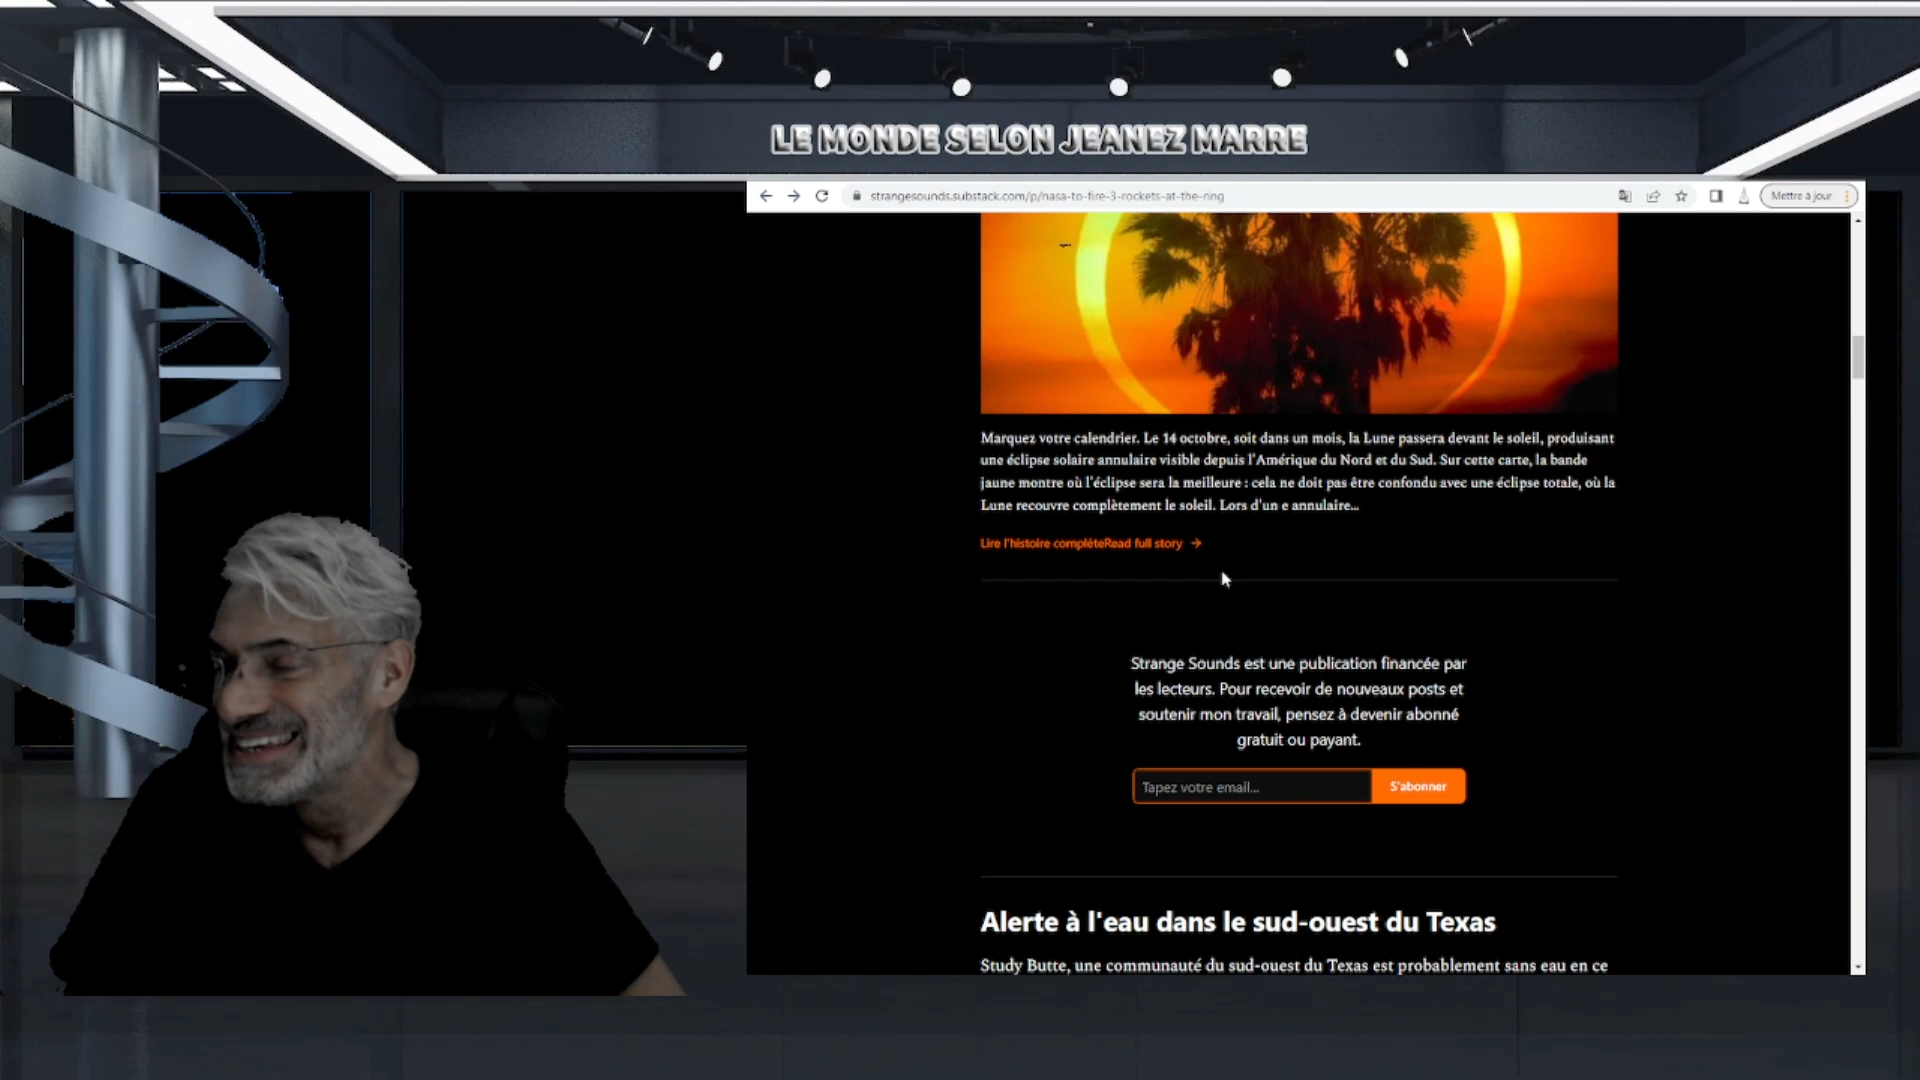 LE MONDE SELON JEANEZ MARRE
strangesounds.substack.com/p/nasa-to-fire-3-rockets-at-the-ring
Mettre à jour
Marquez votre calendrier. Le 14 octobre, soit dans un mois, la Lune passera devant le soleil, produisant
une éclipse solaire annulaire visible depuis l'Amérique du Nord et du Sud. Sur cette carte, la bande
jaune montre où l'éclipse sera la meilleure : cela ne doit pas être confondu avec une éclipse totale, où la
Lune recouvre complètement le soleil. Lors d'un e annulaire...
Lire l'histoire complèteRead full story →
Strange Sounds est une publication financée par
les lecteurs. Pour recevoir de nouveaux posts et
soutenir mon travail, pensez à devenir abonné
gratuit ou payant.
Tapez votre email...
S'abonner
Alerte à l'eau dans le sud-ouest du Texas
Study Butte, une communauté du sud-ouest du Texas est probablement sans eau en ce